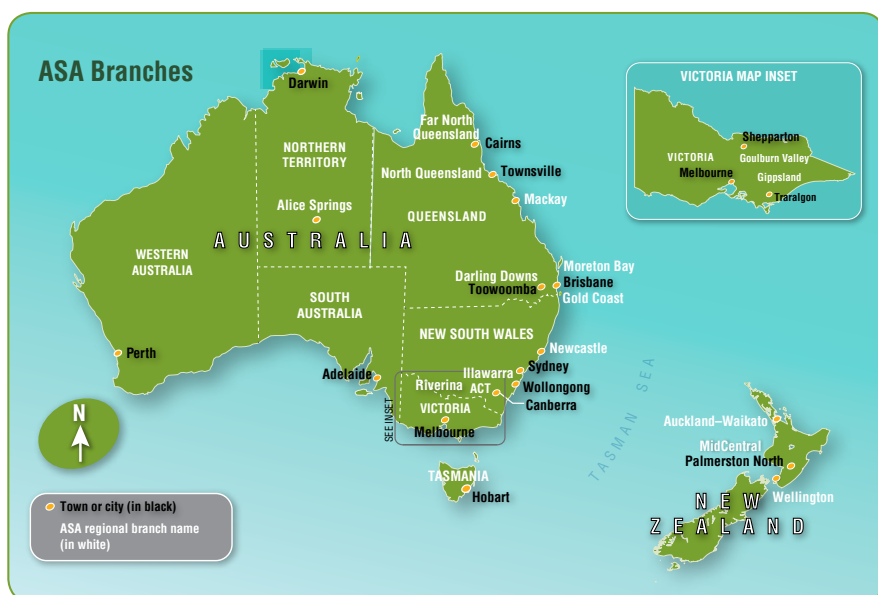 ASA Branches
Darwin
Far North
Queensland
Cairns
NORTHERN
TERRITORY
North Queensland
Townsville
Alice Springs
QUEENSLAND
Mackay
AUSTRALIA
WESTERN
AUSTRALIA
Moreton Bay
Darling Downs
Brisbane
Toowoomba
Gold Coast
SOUTH
AUSTRALIA
NEW SOUTH WALES
Newcastle
Perth
Sydney
Adelaide
Illawarra
Riverina
ACT
Wollongong
Canberra
VICTORIA
Melbourne
SEE INSET
TASMANIA
Hobart
VICTORIA MAP INSET
Shepparton
VICTORIA
Goulburn Valley
Melbourne
Gippsland
Traralgon
TASMAN SEA
Auckland–Waikato
MidCentral
Palmerston North
Wellington
NEW
ZEALAND
N
Town or city (in black)
ASA regional branch name
(in white)